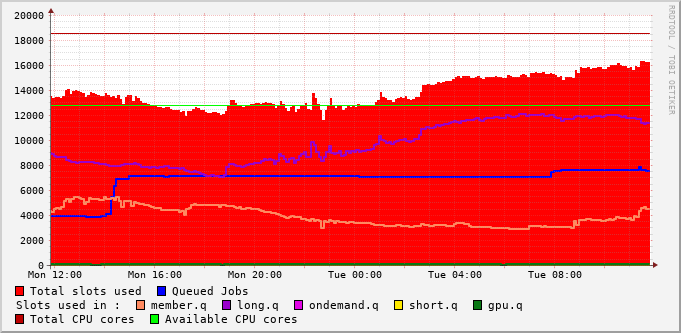 20000
18000
16000
14000
12000
10000
8000
6000
4000
2000
0
Mon 12:00 Mon 16:00 Mon 20:00 Tue 00:00 Tue 04:00 Tue 08:00
Total slots used Queued Jobs
Slots used in : member.q long.q ondemand.q short.q gpu.q
Total CPU cores Available CPU cores
RRDTOOL / TOBI OETIKER